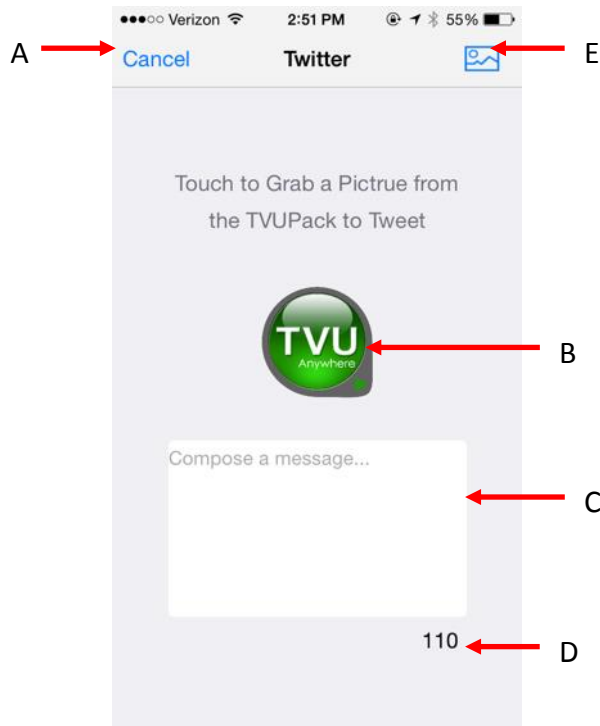 Verizon 2:51 PM 55%
A Cancel Twitter E
Touch to Grab a Pictrue from
the TVUPack to Tweet
TVU
Anywhere
B
Compose a message...
C
110
D